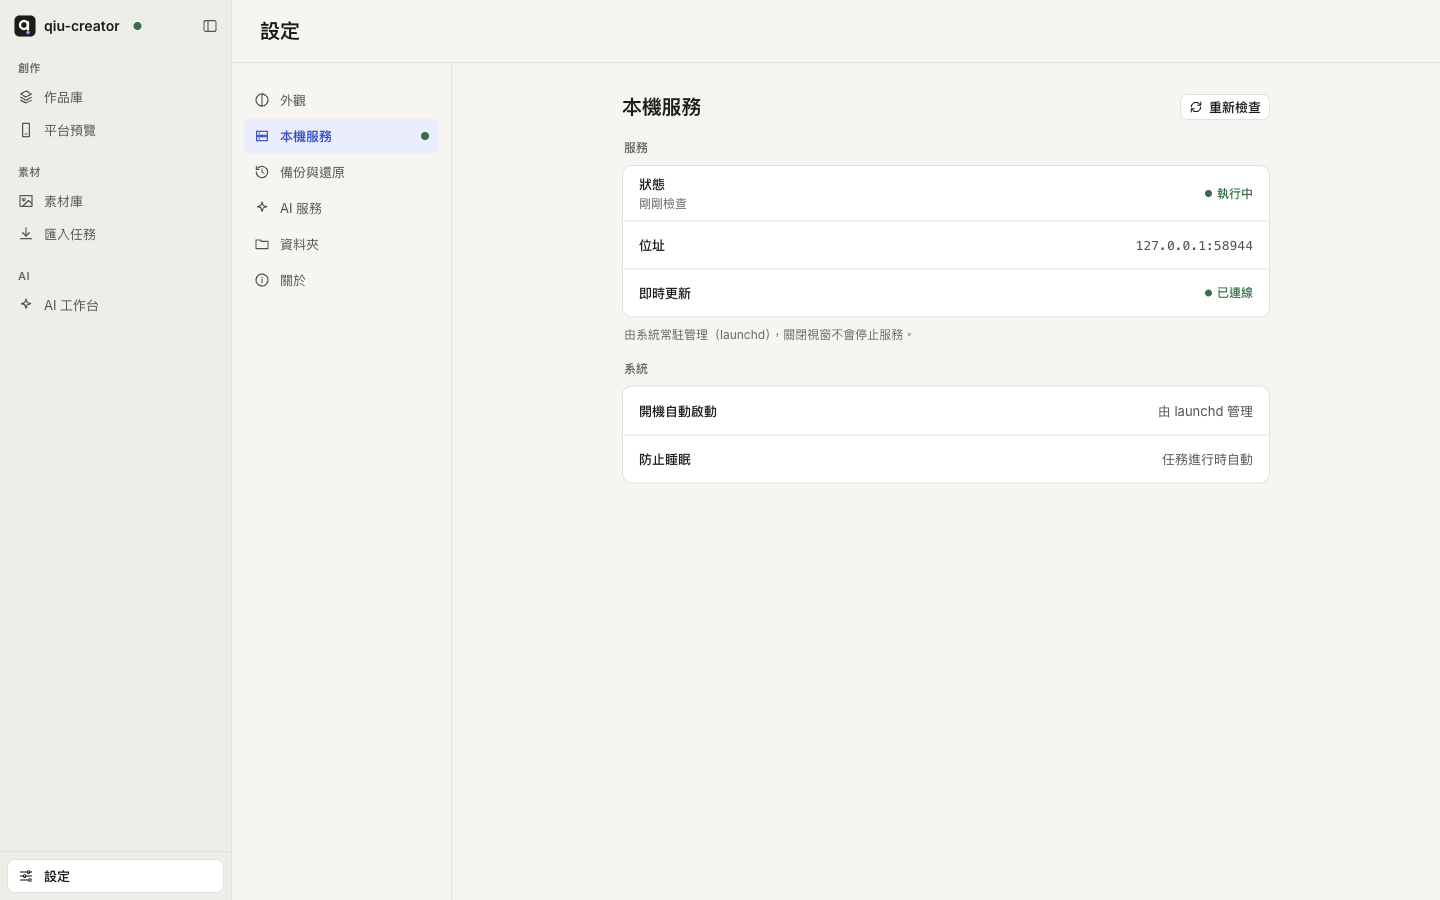 qiu-creator
創作
作品庫
平台預覽
素材
素材庫
匯入任務
AI
AI 工作台
設定
設定
外觀
本機服務
備份與還原
AI 服務
資料夾
關於
本機服務
重新檢查
服務
狀態
剛剛檢查
執行中
位址
127.0.0.1:58944
即時更新
已連線
由系統常駐管理（launchd），關閉視窗不會停止服務。
系統
開機自動啟動
由 launchd 管理
防止睡眠
任務進行時自動